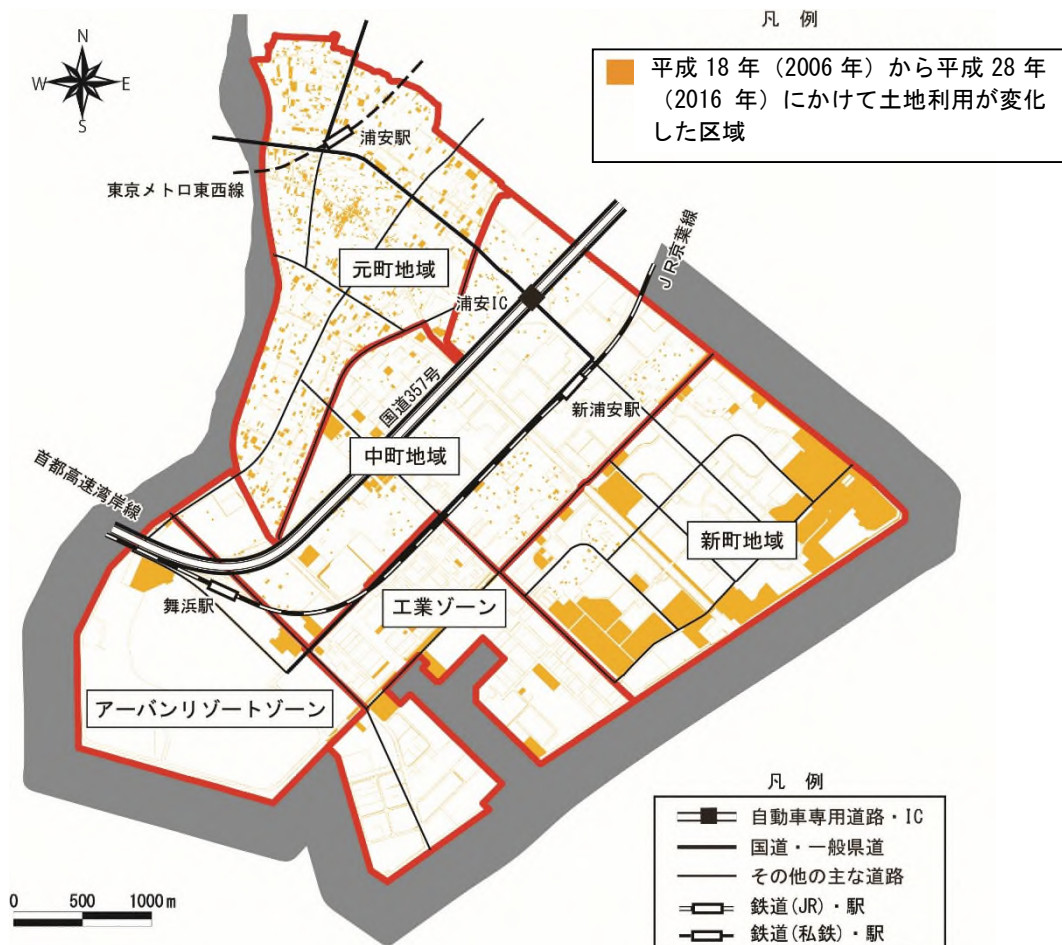 凡 例
平成 18 年（2006 年）から平成 28 年
（2016 年）にかけて土地利用が変化
した区域
N
W
E
S
浦安駅
東京メトロ東西線
元町地域
浦安IC
JR京葉線
国道357号
新浦安駅
中町地域
首都高速湾岸線
新町地域
舞浜駅
工業ゾーン
アーバンリゾートゾーン
凡 例
自動車専用道路・IC
国道・一般県道
その他の主な道路
鉄道(JR)・駅
鉄道(私鉄)・駅
0 500 1000m